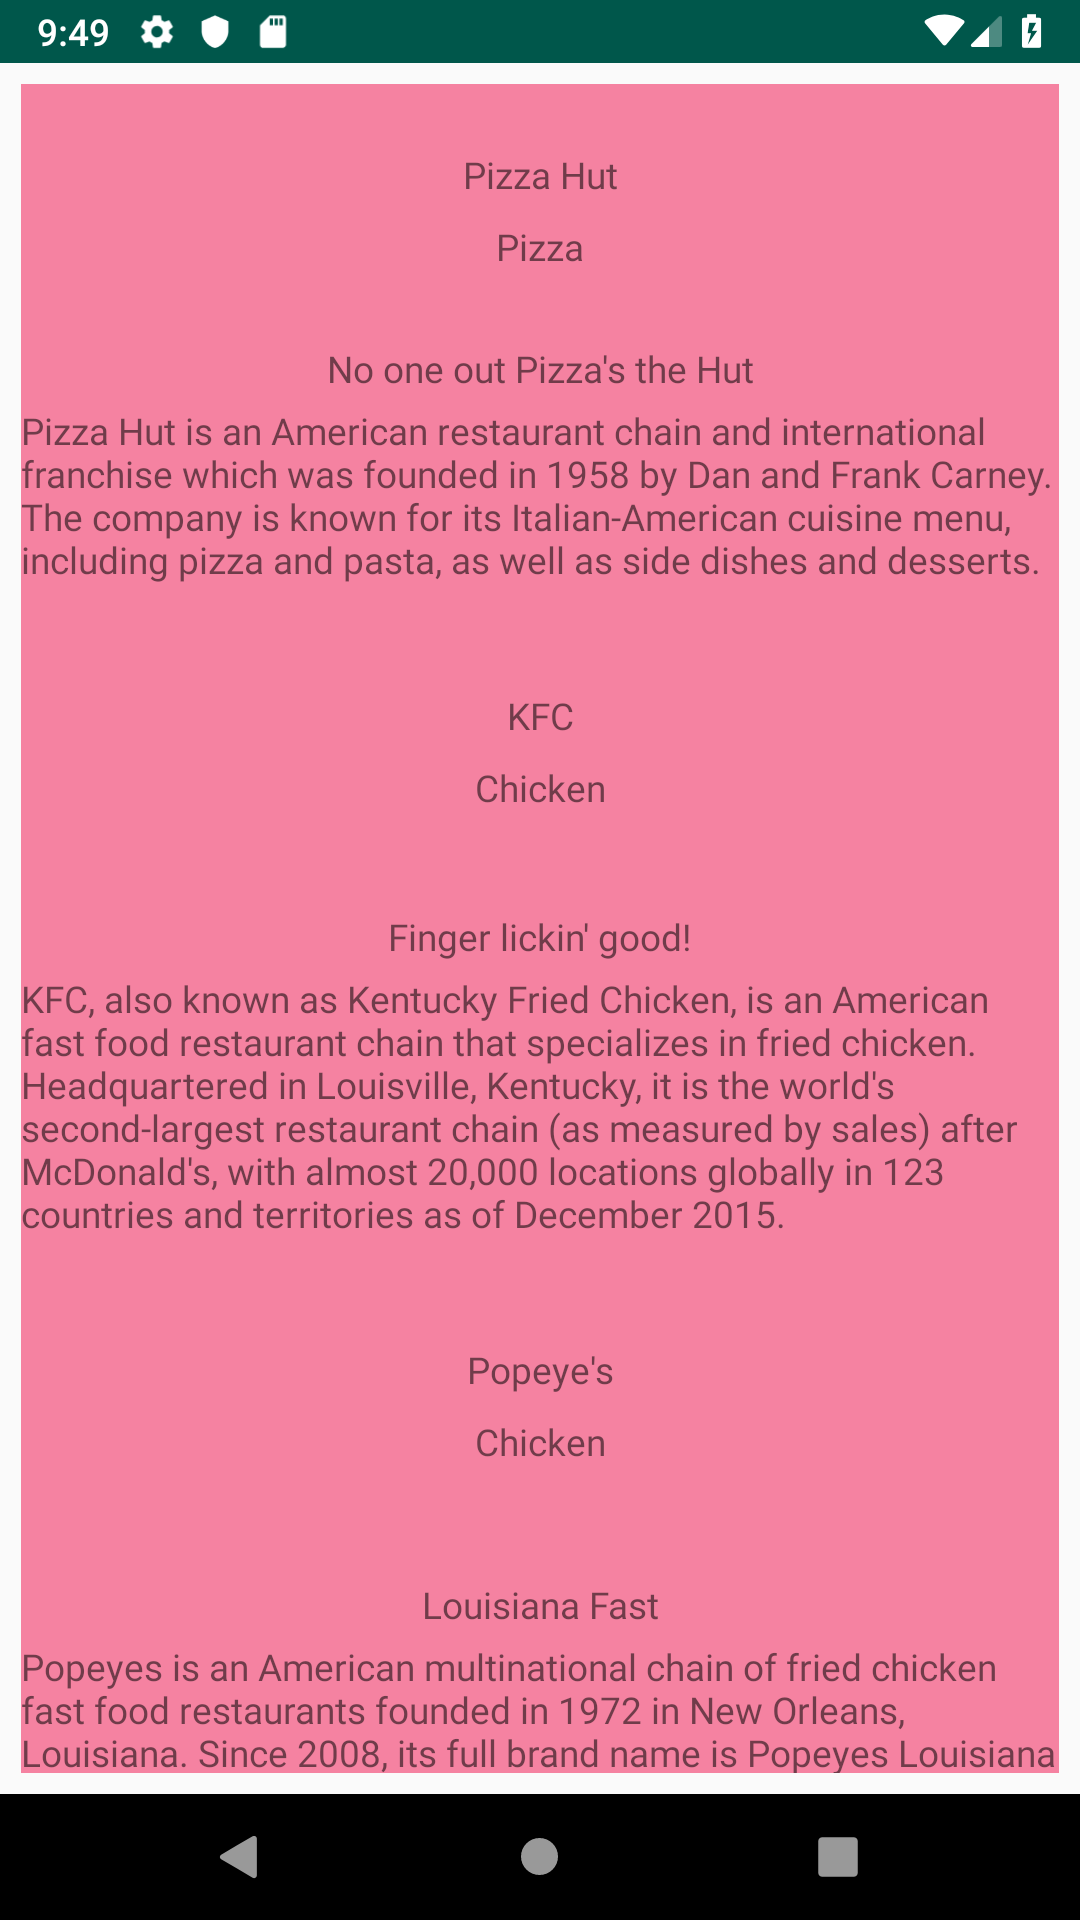 9:49
Pizza Hut
Pizza
No one out Pizza's the Hut
Pizza Hut is an American restaurant chain and international
franchise which was founded in 1958 by Dan and Frank Carney.
The company is known for its Italian-American cuisine menu,
including pizza and pasta, as well as side dishes and desserts.
KFC
Chicken
Finger lickin' good!
KFC, also known as Kentucky Fried Chicken, is an American
fast food restaurant chain that specializes in fried chicken.
Headquartered in Louisville, Kentucky, it is the world's
second-largest restaurant chain (as measured by sales) after
McDonald's, with almost 20,000 locations globally in 123
countries and territories as of December 2015.
Popeye's
Chicken
Louisiana Fast
Popeyes is an American multinational chain of fried chicken
fast food restaurants founded in 1972 in New Orleans,
Louisiana. Since 2008, its full brand name is Popeyes Louisiana